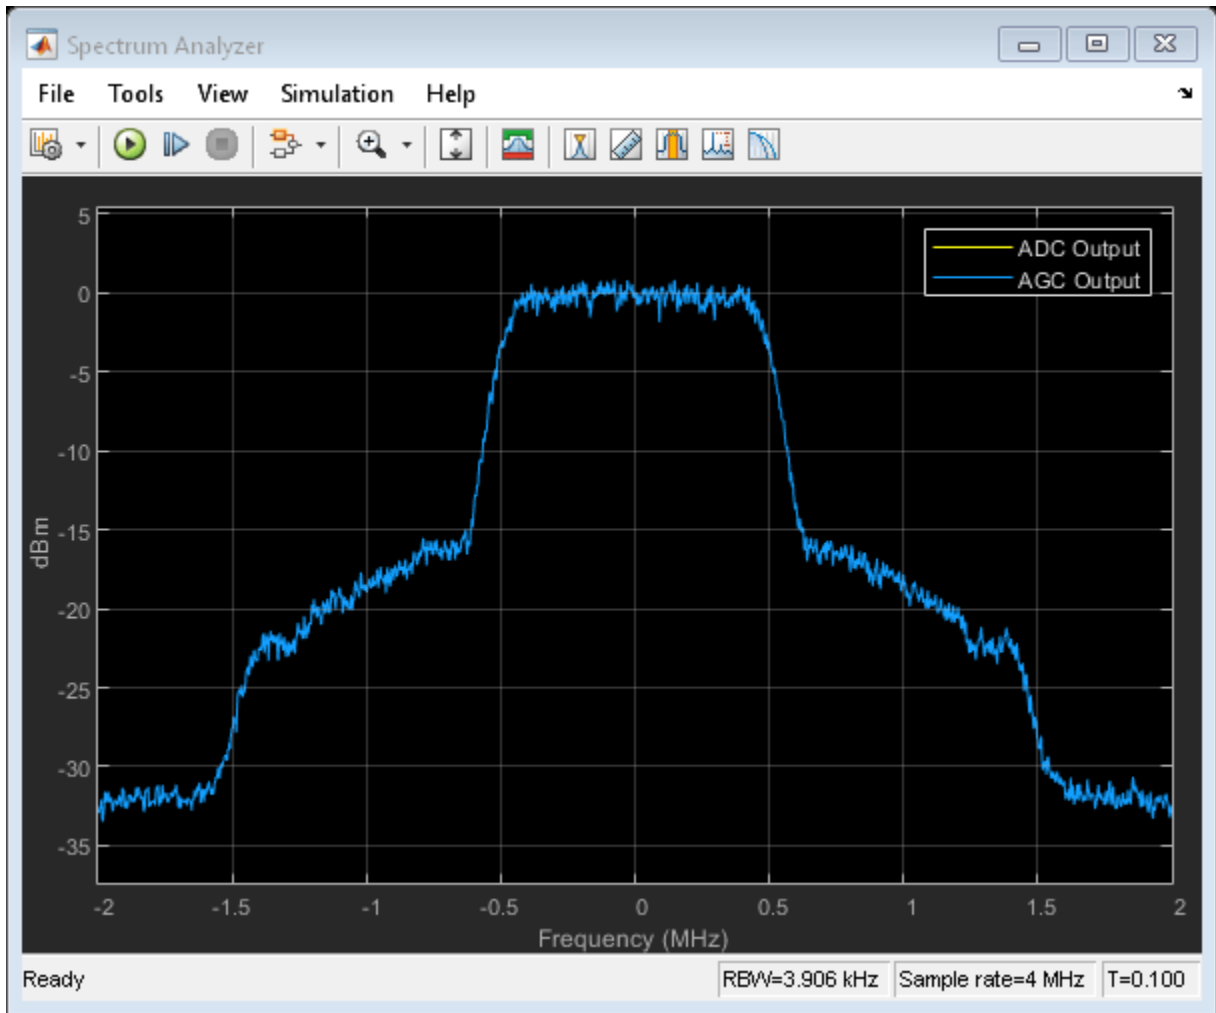 Spectrum Analyzer
File Tools View Simulation Help
ADC Output
AGC Output
5
0
-5
-10
-15
-20
-25
-30
-35
dBm
-2 -1.5 -1 -0.5 0 0.5 1 1.5 2
Frequency (MHz)
Ready RBW=3.906 kHz Sample rate=4 MHz T=0.100